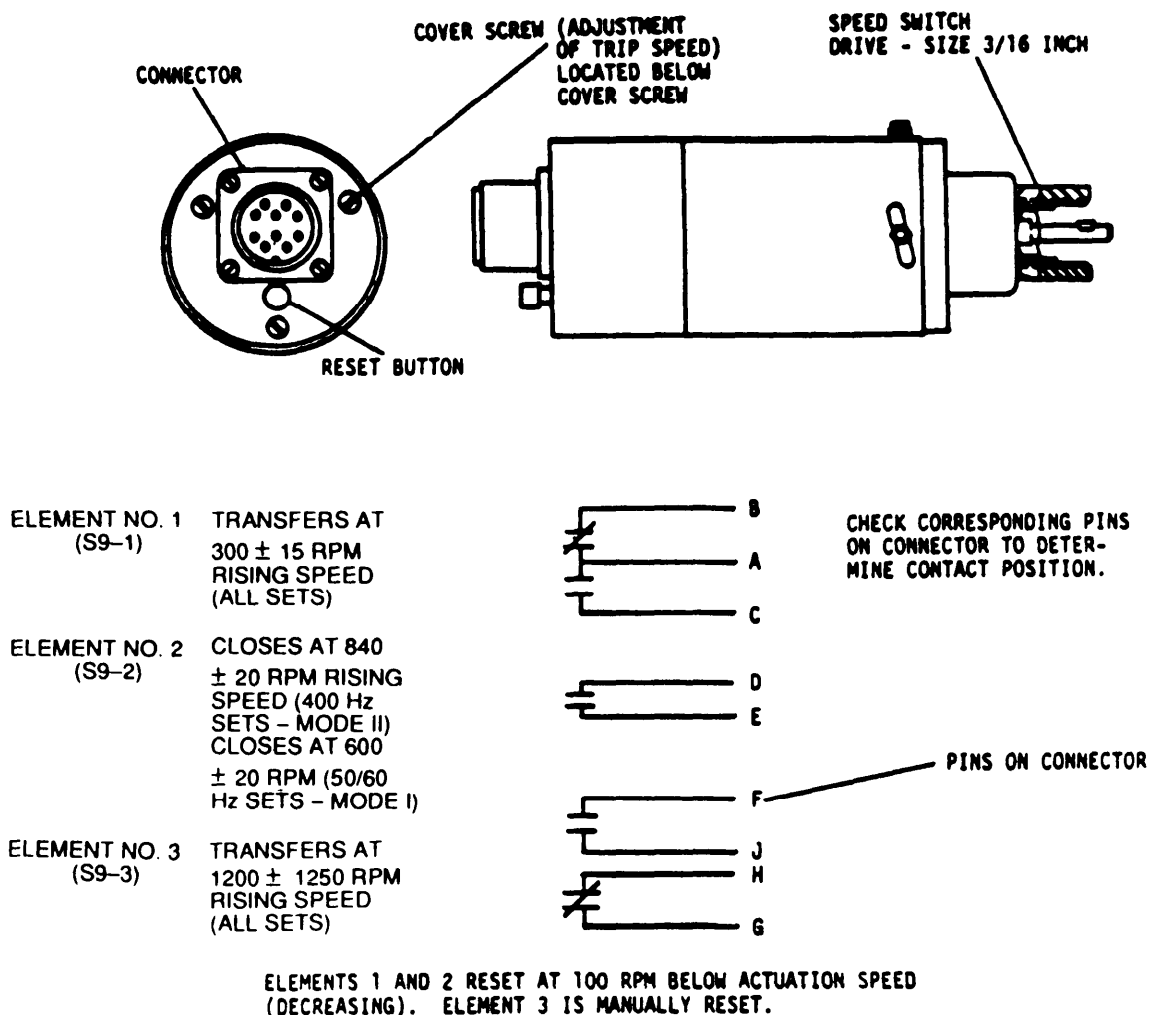 COVER SCREW (ADJUSTMENT
OF TRIP SPEED)
LOCATED BELOW
COVER SCREW
SPEED SWITCH
DRIVE - SIZE 3/16 INCH
CONNECTOR
RESET BUTTON
ELEMENT NO. 1
(S9–1)
TRANSFERS AT
300 ± 15 RPM
RISING SPEED
(ALL SETS)
B
A
C
CHECK CORRESPONDING PINS
ON CONNECTOR TO DETER-
MINE CONTACT POSITION.
ELEMENT NO. 2
(S9–2)
CLOSES AT 840
± 20 RPM RISING
SPEED (400 Hz
SETS – MODE II)
CLOSES AT 600
± 20 RPM (50/60
Hz SETS – MODE I)
D
E
PINS ON CONNECTOR
F
J
ELEMENT NO. 3
(S9–3)
TRANSFERS AT
1200 ± 1250 RPM
RISING SPEED
(ALL SETS)
H
G
ELEMENTS 1 AND 2 RESET AT 100 RPM BELOW ACTUATION SPEED
(DECREASING). ELEMENT 3 IS MANUALLY RESET.